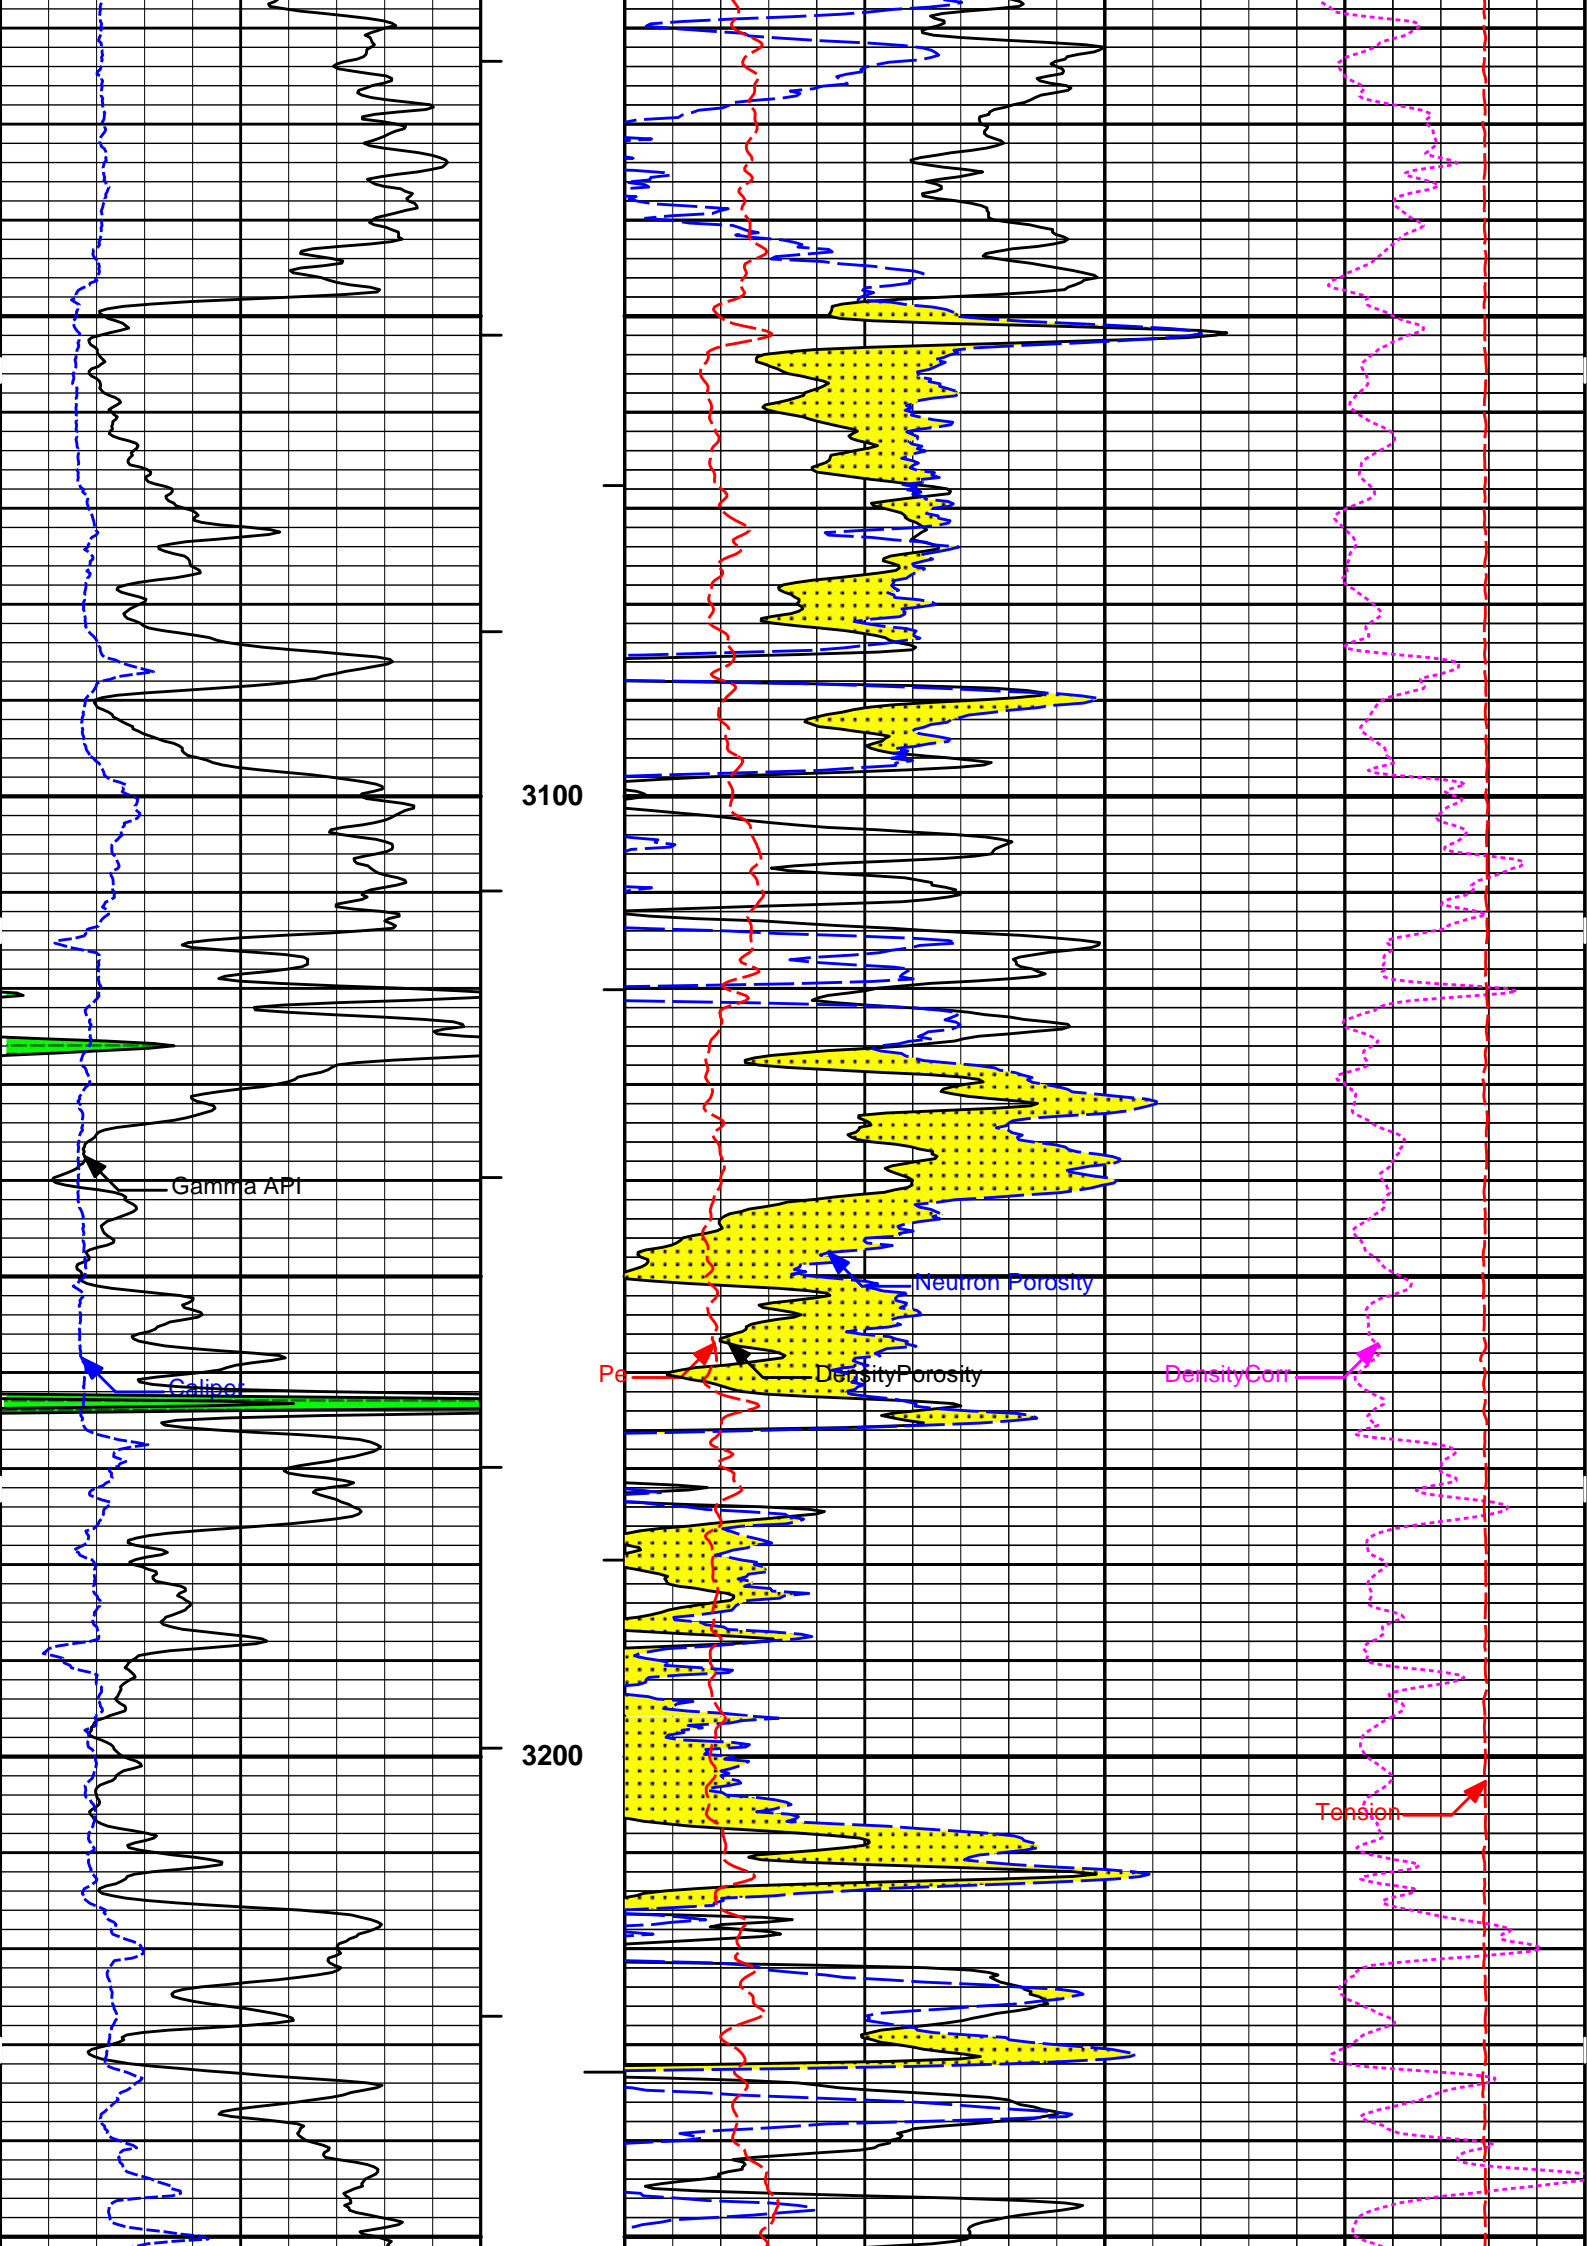 3100
Gamma API
Neutron Porosity
Pe
DensityPorosity
DensityCorr
Caliper
3200
Tension